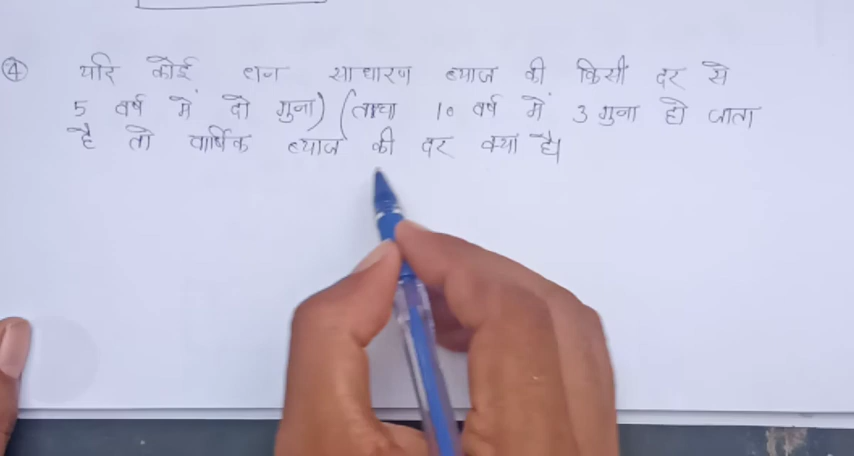 ④ यदि कोई धन साधारण ब्याज की किसी दर से
5 वर्ष में दो गुना) (तथा 10 वर्ष में 3 गुना हो जाता
है तो वार्षिक ब्याज की दर क्या है।